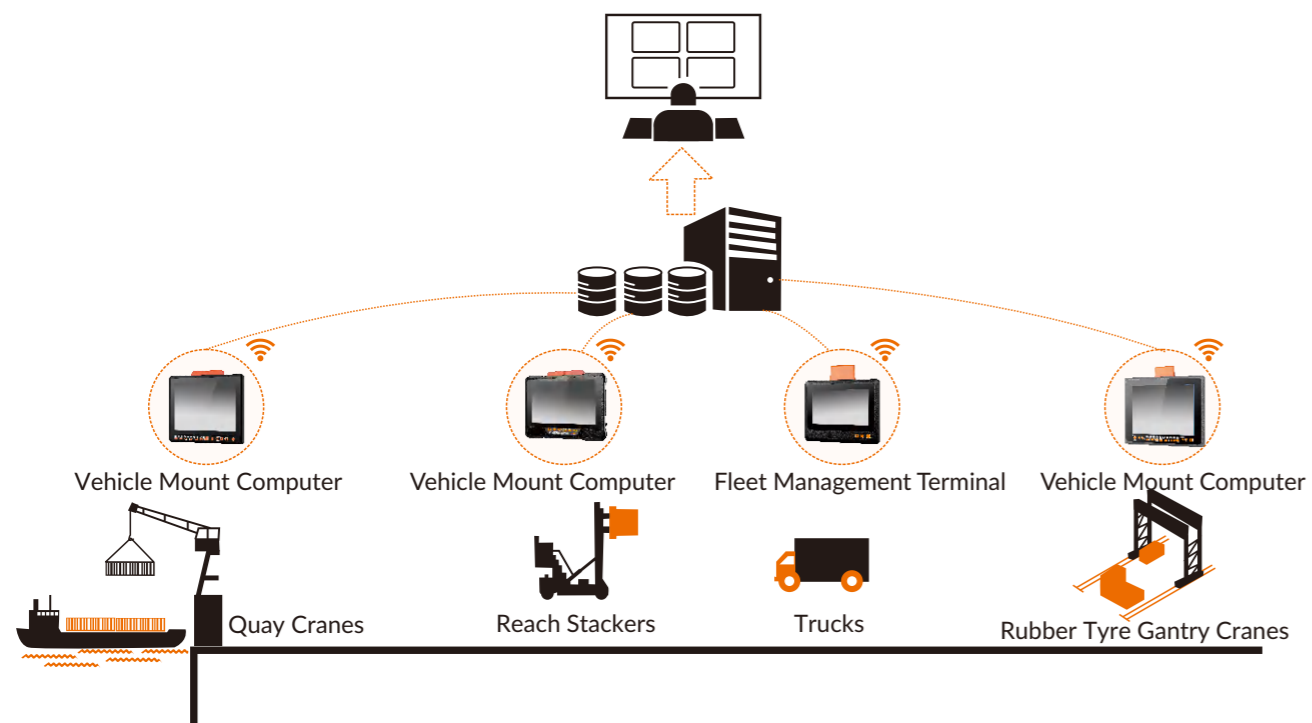 Vehicle Mount Computer
Vehicle Mount Computer
Fleet Management Terminal
Vehicle Mount Computer
Quay Cranes
Reach Stackers
Trucks
Rubber Tyre Gantry Cranes